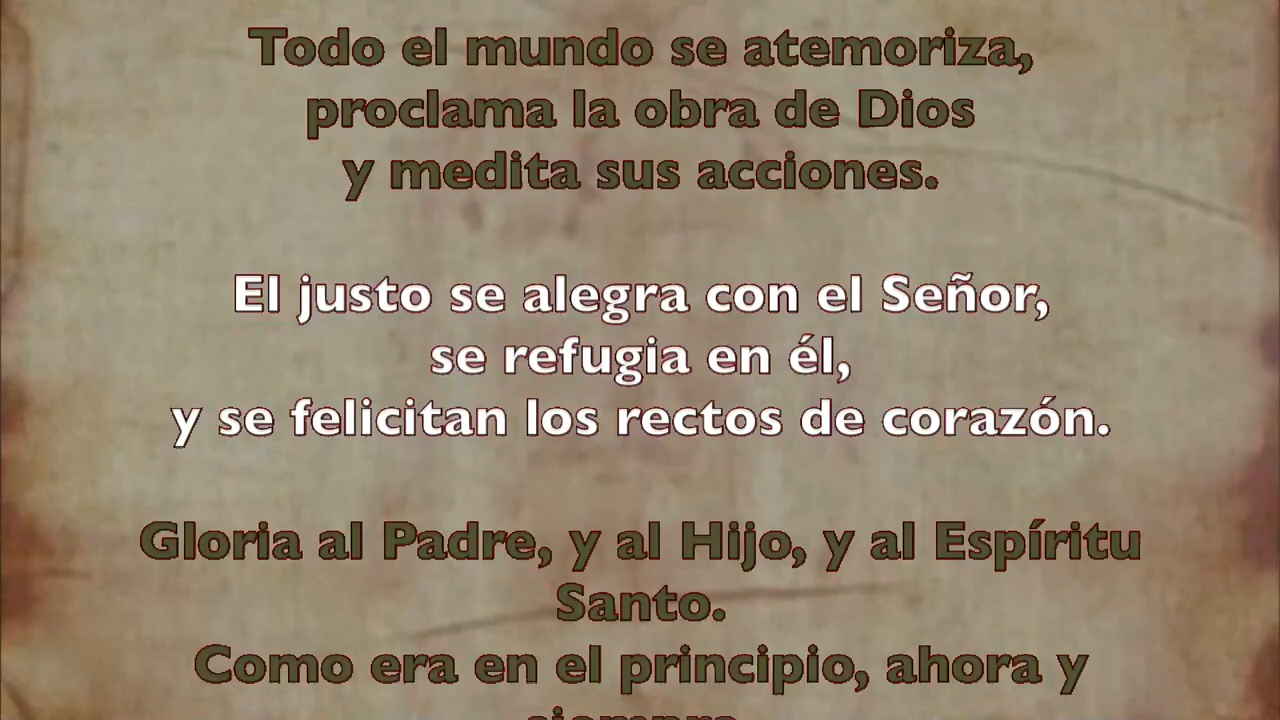 Todo el mundo se atemoriza,
proclama la obra de Dios
y medita sus acciones.
El justo se alegra con el Señor,
se refugia en él,
y se felicitan los rectos de corazón.
Gloria al Padre, y al Hijo, y al Espíritu
Santo.
Como era en el principio, ahora y
siempre